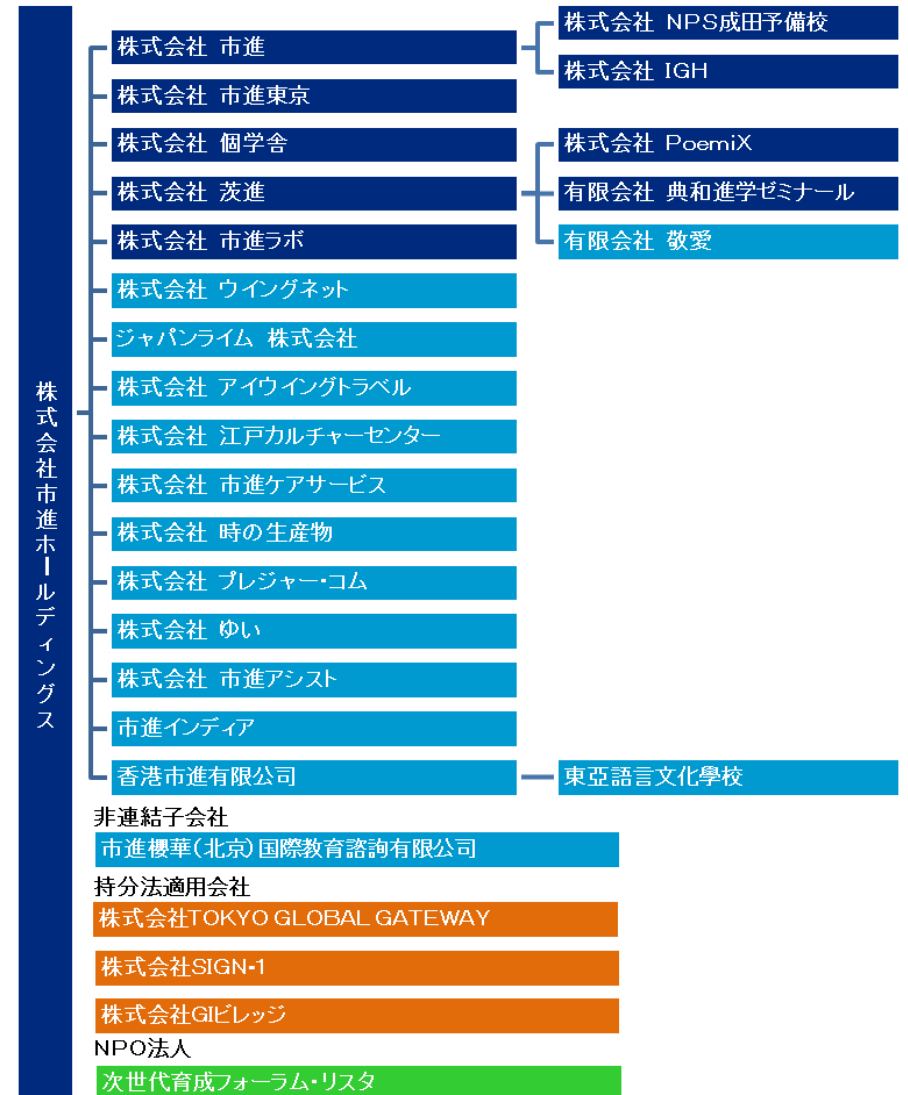 株式会社市進ホールディングス
株式会社 市進
株式会社 NPS成田予備校
株式会社 IGH
株式会社 市進東京
株式会社 個学舎
株式会社 茨進
株式会社 PoemiX
有限会社 典和進学ゼミナール
有限会社 敬愛
株式会社 市進ラボ
株式会社 ウイングネット
ジャパンライム 株式会社
株式会社 アイウイングトラベル
株式会社 江戸カルチャーセンター
株式会社 市進ケアサービス
株式会社 時の生産物
株式会社 プレジャー・コム
株式会社 ゆい
株式会社 市進アシスト
市進インディア
香港市進有限公司
東亞語言文化學校
非連結子会社
市進櫻華(北京)国際教育諮詢有限公司
持分法適用会社
株式会社TOKYO GLOBAL GATEWAY
株式会社SIGN-1
株式会社GIビレッジ
NPO法人
次世代育成フォーラム・リスタ